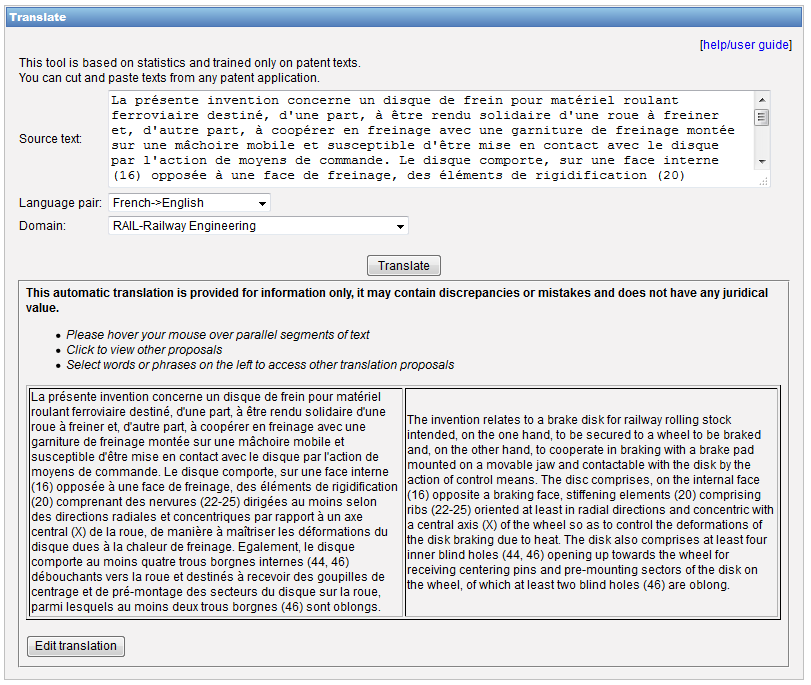 Translate
[help/user guide]
This tool is based on statistics and trained only on patent texts.
You can cut and paste texts from any patent application.
Source text:
La présente invention concerne un disque de frein pour matériel roulant
ferroviaire destiné, d'une part, à être rendu solidaire d'une roue à freiner
et, d'autre part, à coopérer en freinage avec une garniture de freinage montée
sur une mâchoire mobile et susceptible d'être mise en contact avec le disque
par l'action de moyens de commande. Le disque comporte, sur une face interne
(16) opposée à une face de freinage, des éléments de rigidification (20)
Language pair: French->English
Domain: RAIL-Railway Engineering
Translate
This automatic translation is provided for information only, it may contain discrepancies or mistakes and does not have any juridical
value.
• Please hover your mouse over parallel segments of text
• Click to view other proposals
• Select words or phrases on the left to access other translation proposals
La présente invention concerne un disque de frein pour matériel
roulant ferroviaire destiné, d'une part, à être rendu solidaire d'une
roue à freiner et, d'autre part, à coopérer en freinage avec une
garniture de freinage montée sur une mâchoire mobile et
susceptible d'être mise en contact avec le disque par l'action de
moyens de commande. Le disque comporte, sur une face interne
(16) opposée à une face de freinage, des éléments de rigidification
(20) comprenant des nervures (22-25) dirigées au moins selon
des directions radiales et concentriques par rapport à un axe
central (X) de la roue, de manière à maîtriser les déformations du
disque dues à la chaleur de freinage. Egalement, le disque
comporte au moins quatre trous borgnes internes (44, 46)
débouchants vers la roue et destinés à recevoir des goupilles de
centrage et de pré-montage des secteurs du disque sur la roue,
parmi lesquels au moins deux trous borgnes (46) sont oblongs.
The invention relates to a brake disk for railway rolling stock
intended, on the one hand, to be secured to a wheel to be braked
and, on the other hand, to cooperate in braking with a brake pad
mounted on a movable jaw and contactable with the disk by the
action of control means. The disc comprises, on the internal face
(16) opposite a braking face, stiffening elements (20) comprising
ribs (22-25) oriented at least in radial directions and concentric with
a central axis (X) of the wheel so as to control the deformations of
the disk braking due to heat. The disk also comprises at least four
inner blind holes (44, 46) opening up towards the wheel for
receiving centering pins and pre-mounting sectors of the disk on
the wheel, of which at least two blind holes (46) are oblong.
Edit translation